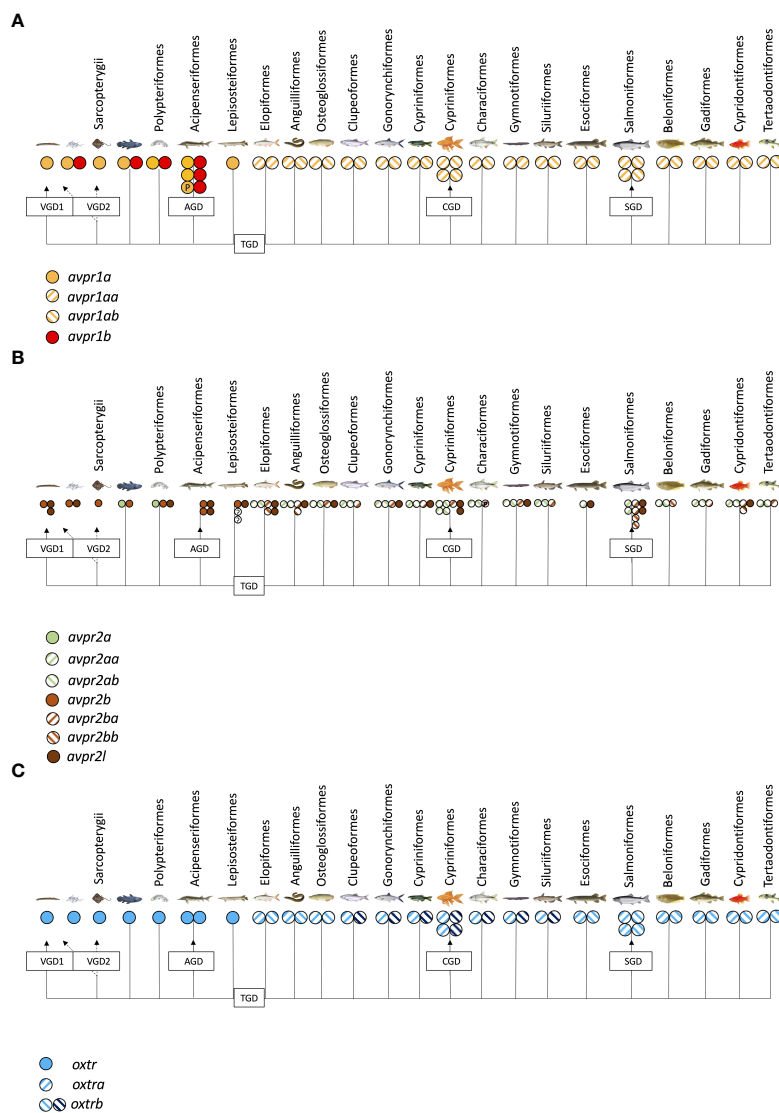 A
Sarcopterygii
Polypteriformes
Acipenseriformes
Lepisosteiformes
Elopiformes
Anguilliformes
Osteoglossiformes
Clupeoformes
Gonorynchiformes
Cypriniformes
Cypriniformes
Characiformes
Gymnotiformes
Siluriiformes
Esociformes
Salmoniformes
Beloniformes
Gadiformes
Cypridontiformes
Tertaodontiformes
P
VGD1
VGD2
AGD
CGD
SGD
TGD
avpr1a
avpr1aa
avpr1ab
avpr1b
B
Sarcopterygii
Polypteriformes
Acipenseriformes
Lepisosteiformes
Elopiformes
Anguilliformes
Osteoglossiformes
Clupeoformes
Gonorynchiformes
Cypriniformes
Cypriniformes
Characiformes
Gymnotiformes
Siluriiformes
Esociformes
Salmoniformes
Beloniformes
Gadiformes
Cypridontiformes
Tertaodontiformes
VGD1
VGD2
AGD
CGD
SGD
TGD
avpr2a
avpr2aa
avpr2ab
avpr2b
avpr2ba
avpr2bb
avpr2l
C
Sarcopterygii
Polypteriformes
Acipenseriformes
Lepisosteiformes
Elopiformes
Anguilliformes
Osteoglossiformes
Clupeoformes
Gonorynchiformes
Cypriniformes
Cypriniformes
Characiformes
Gymnotiformes
Siluriiformes
Esociformes
Salmoniformes
Beloniformes
Gadiformes
Cypridontiformes
Tertaodontiformes
VGD1
VGD2
AGD
CGD
SGD
TGD
oxtr
oxtra
oxtrb